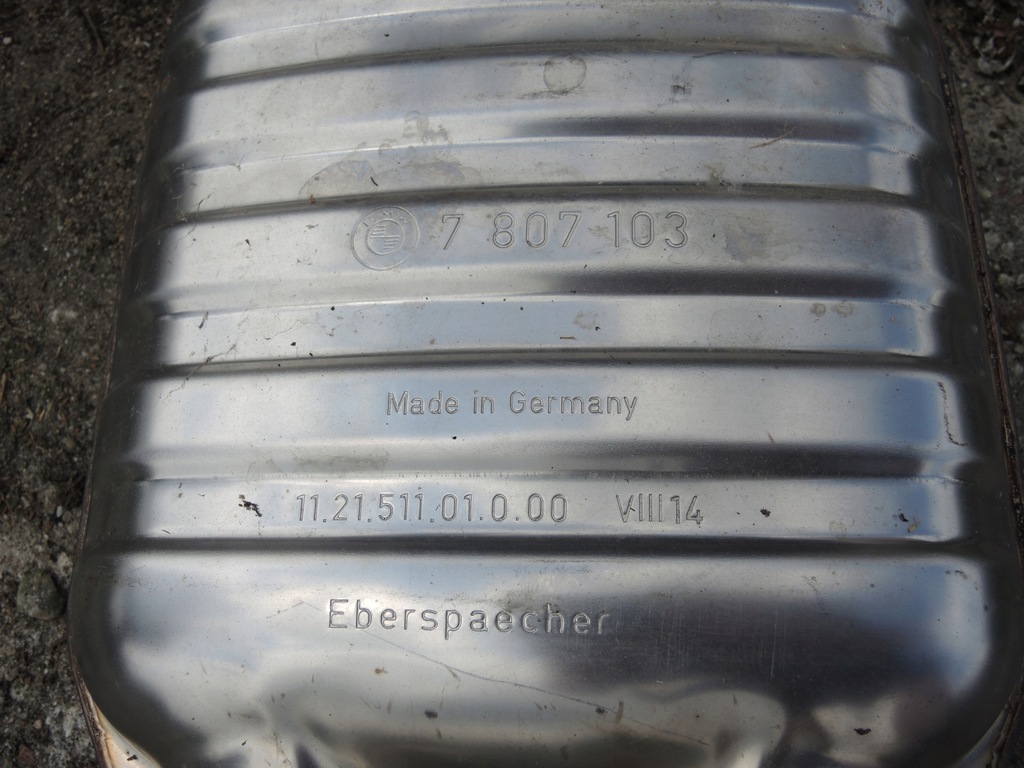 7 807 103
Made in Germany
11.21.511.01.0.00 VIII14
Eberspaecher